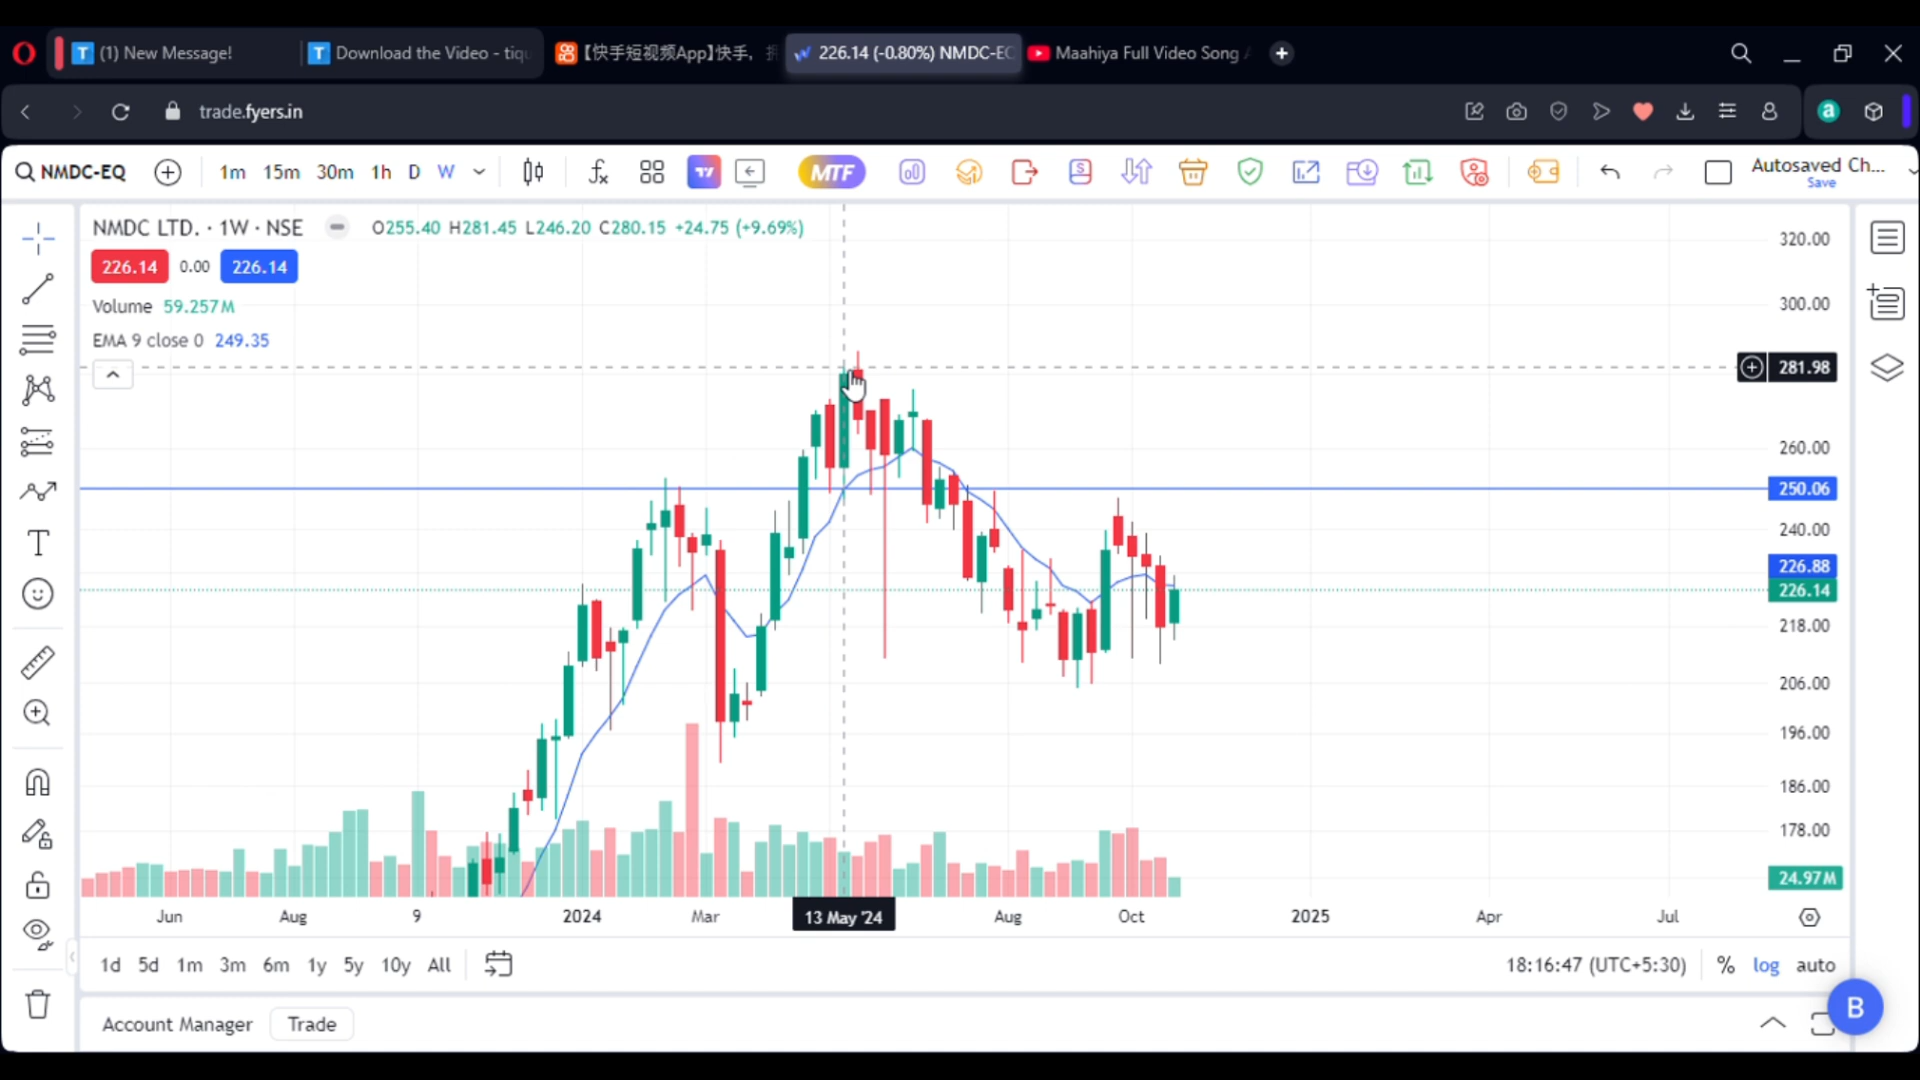 (1) New Message!
Download the Video - tiqu
【快手短视频App】快手，拥
226.14 (-0.80%) NMDC-EC
Maahiya Full Video Song
trade.fyers.in
NMDC-EQ
1m 15m 30m 1h D W
MTF
Autosaved Ch...
Save
NMDC LTD. · 1W · NSE
O255.40 H281.45 L246.20 C280.15 +24.75 (+9.69%)
226.14 0.00 226.14
Volume 59.257M
EMA 9 close 0 249.35
320.00
300.00
281.98
260.00
250.06
240.00
226.88
226.14
218.00
206.00
196.00
186.00
178.00
24.97M
Jun Aug 9 2024 Mar 13 May '24 Aug Oct 2025 Apr Jul
1d 5d 1m 3m 6m 1y 5y 10y All
18:16:47 (UTC+5:30) % log auto
Account Manager Trade
B